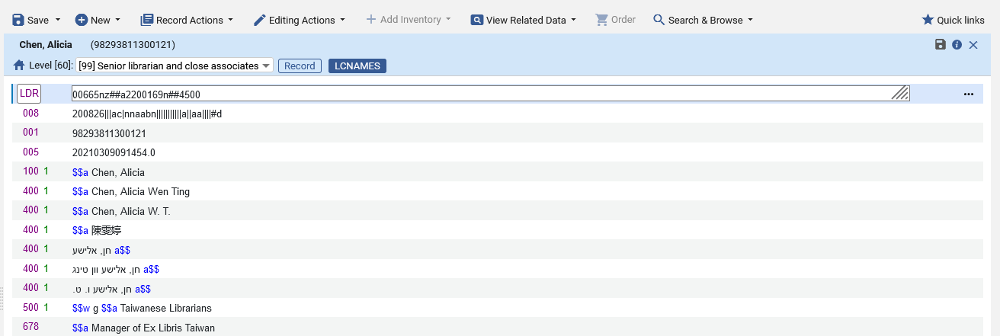 Save New Record Actions Editing Actions Add Inventory View Related Data Order Search & Browse Quick links
Chen, Alicia (98293811300121)
Level [60]: [99] Senior librarian and close associates Record LCNAMES
LDR 00665nz##a2200169n##4500
008 200826|||ac|nnaabn||||||||||||a||aa||||#d
001 98293811300121
005 20210309091454.0
100 1 $$a Chen, Alicia
400 1 $$a Chen, Alicia Wen Ting
400 1 $$a Chen, Alicia W. T.
400 1 $$a 陳雯婷
400 1 $$a חן, אלישע
400 1 $$a חן, אלישע וון טינג
400 1 $$a חן, אלישע ו. ט.
500 1 $$w g $$a Taiwanese Librarians
678 $$a Manager of Ex Libris Taiwan